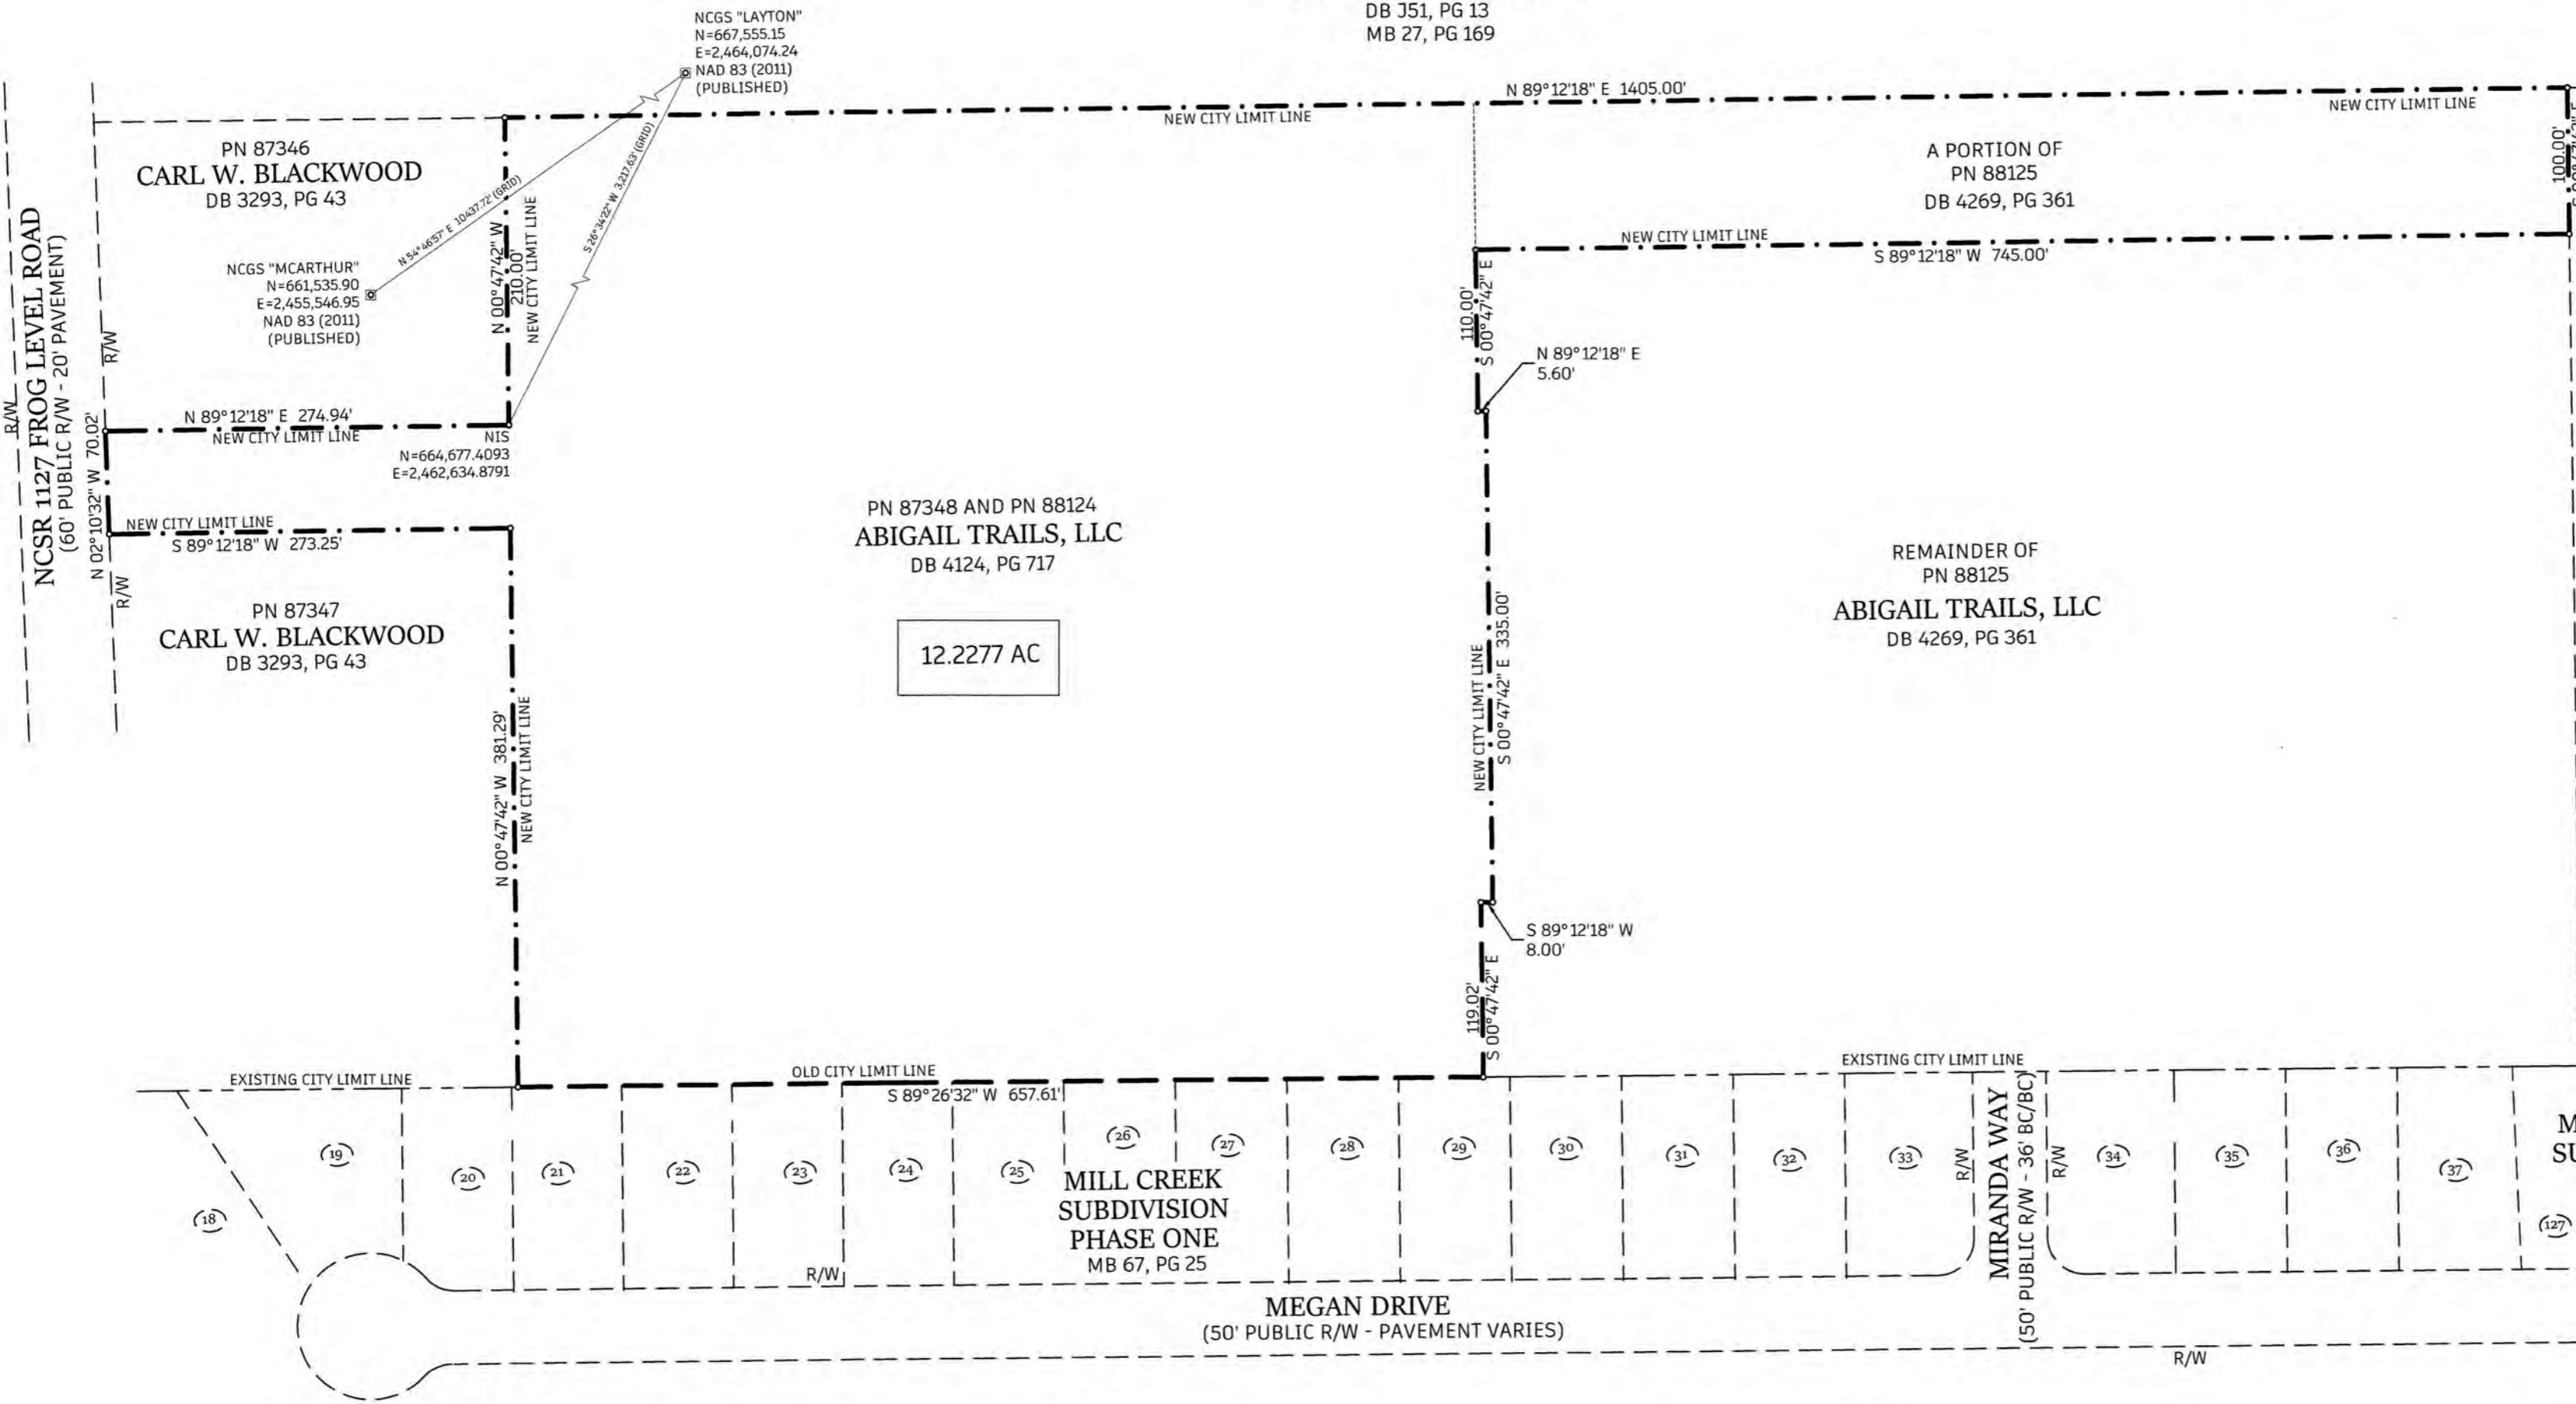 DB J51, PG 13
MB 27, PG 169
NCGS "LAYTON"
N=667,555.15
E=2,464,074.24
NAD 83 (2011)
(PUBLISHED)
N 89°12'18" E 1405.00'
NEW CITY LIMIT LINE
NEW CITY LIMIT LINE
100.00'
PN 87346
CARL W. BLACKWOOD
DB 3293, PG 43
A PORTION OF
PN 88125
DB 4269, PG 361
N 54°46'57" E 10437.72' (GRID)
S 26°34'22" W 3,217.63' (GRID)
N 00°47'42" W
210.00'
NEW CITY LIMIT LINE
NCGS "MCARTHUR"
N=661,535.90
E=2,455,546.95
NAD 83 (2011)
(PUBLISHED)
NEW CITY LIMIT LINE
S 89°12'18" W 745.00'
110.00'
S 00°47'42" E
N 89°12'18" E
5.60'
R/W
NCSR 1127 FROG LEVEL ROAD
(60' PUBLIC R/W - 20' PAVEMENT)
R/W
N 02°10'32" W 70.02'
R/W
N 89°12'18" E 274.94'
NEW CITY LIMIT LINE
NIS
N=664,677.4093
E=2,462,634.8791
NEW CITY LIMIT LINE
S 89°12'18" W 273.25'
PN 87348 AND PN 88124
ABIGAIL TRAILS, LLC
DB 4124, PG 717
12.2277 AC
REMAINDER OF
PN 88125
ABIGAIL TRAILS, LLC
DB 4269, PG 361
PN 87347
CARL W. BLACKWOOD
DB 3293, PG 43
N 00°47'42" W 381.29'
NEW CITY LIMIT LINE
NEW CITY LIMIT LINE
S 00°47'42" E 335.00'
S 89°12'18" W
8.00'
119.02'
S 00°47'42" E
EXISTING CITY LIMIT LINE
OLD CITY LIMIT LINE
S 89°26'32" W 657.61'
EXISTING CITY LIMIT LINE
18
19
20
21
22
23
24
25
26
27
28
29
30
31
32
33
34
35
36
37
127
MILL CREEK
SUBDIVISION
PHASE ONE
MB 67, PG 25
R/W
R/W
MIRANDA WAY
(50' PUBLIC R/W - 36' BC/BC)
R/W
MEGAN DRIVE
(50' PUBLIC R/W - PAVEMENT VARIES)
R/W